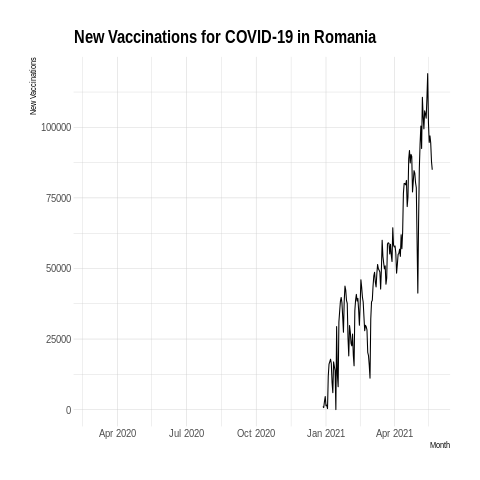 New Vaccinations for COVID-19 in Romania
New Vaccinations
100000
75000
50000
25000
0
Apr 2020 Jul 2020 Oct 2020 Jan 2021 Apr 2021
Month